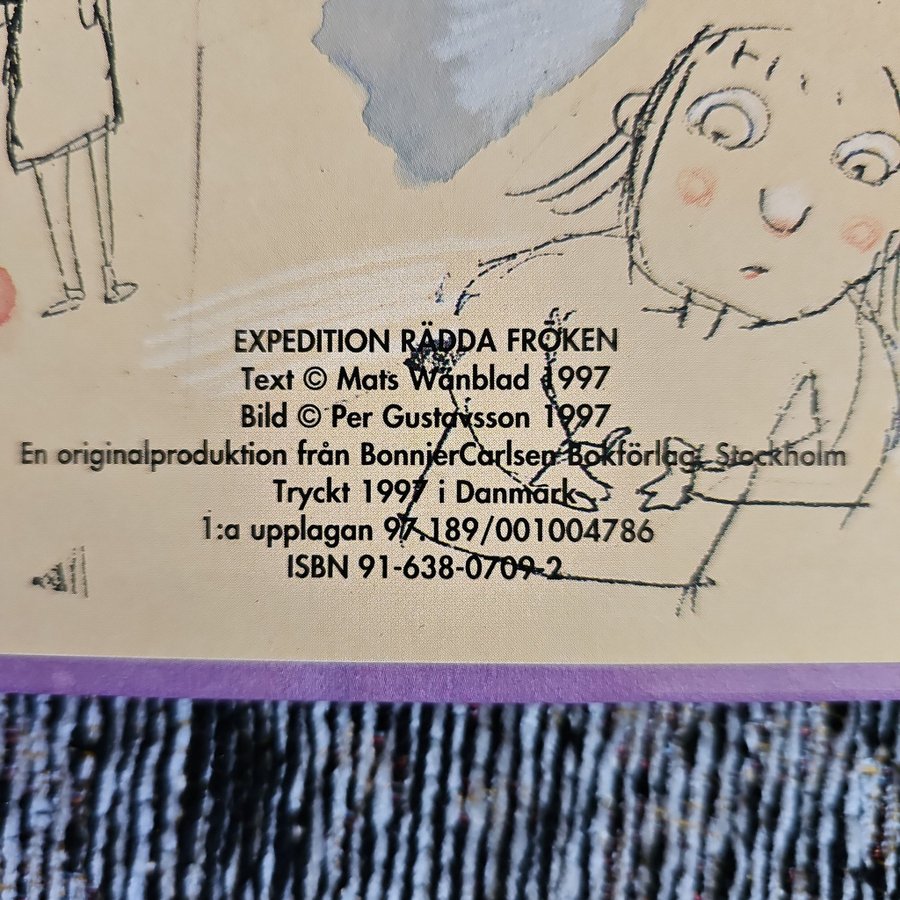 EXPEDITION RÄDDA FRÖKEN
Text © Mats Wånblad 1997
Bild © Per Gustavsson 1997
En originalproduktion från BonnierCarlsen Bokförlag, Stockholm
Tryckt 1997 i Danmark
1:a upplagan 97.189/001004786
ISBN 91-638-0709-2